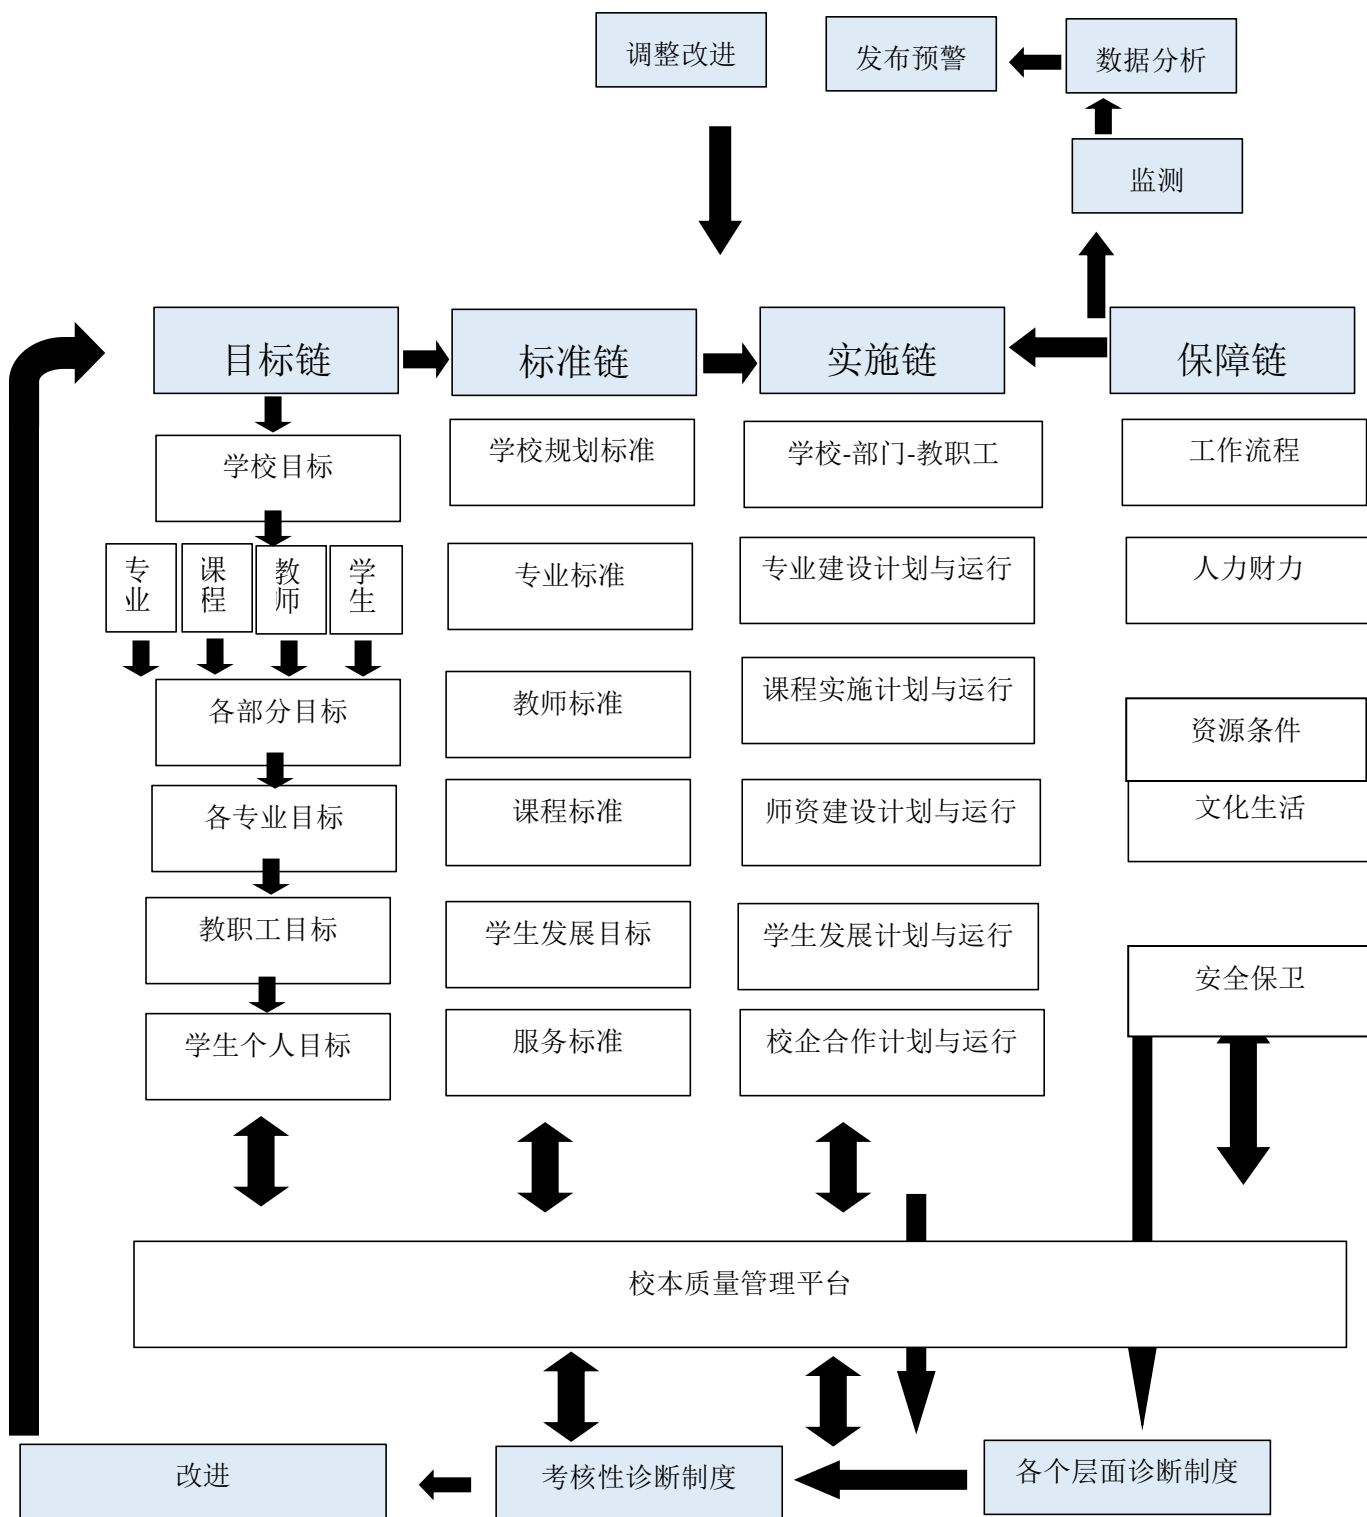 调整改进
发布预警
数据分析
监测
目标链
标准链
实施链
保障链
学校目标
学校规划标准
学校-部门-教职工
工作流程
专业
课程
教师
学生
专业标准
专业建设计划与运行
人力财力
各部分目标
教师标准
课程实施计划与运行
资源条件
各专业目标
课程标准
师资建设计划与运行
文化生活
教职工目标
学生发展目标
学生发展计划与运行
安全保卫
学生个人目标
服务标准
校企合作计划与运行
校本质量管理平台
改进
考核性诊断制度
各个层面诊断制度